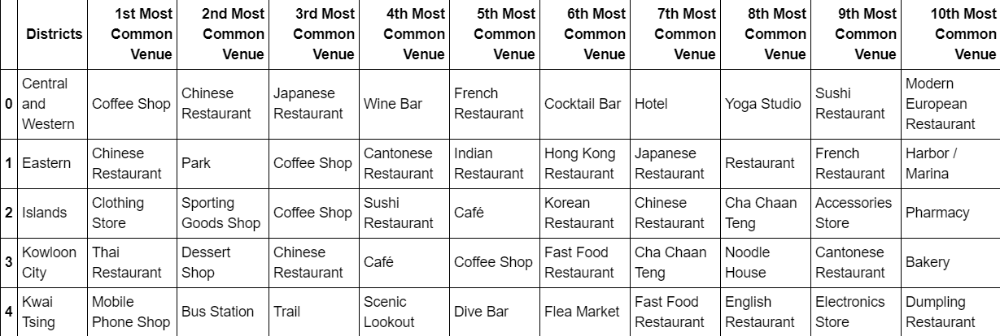 Districts 1st Most Common Venue 2nd Most Common Venue 3rd Most Common Venue 4th Most Common Venue 5th Most Common Venue 6th Most Common Venue 7th Most Common Venue 8th Most Common Venue 9th Most Common Venue 10th Most Common Venue
0 Central and Western Coffee Shop Chinese Restaurant Japanese Restaurant Wine Bar French Restaurant Cocktail Bar Hotel Yoga Studio Sushi Restaurant Modern European Restaurant
1 Eastern Chinese Restaurant Park Coffee Shop Cantonese Restaurant Indian Restaurant Hong Kong Restaurant Japanese Restaurant Restaurant French Restaurant Harbor / Marina
2 Islands Clothing Store Sporting Goods Shop Coffee Shop Sushi Restaurant Café Korean Restaurant Chinese Restaurant Cha Chaan Teng Accessories Store Pharmacy
3 Kowloon City Thai Restaurant Dessert Shop Chinese Restaurant Café Coffee Shop Fast Food Restaurant Cha Chaan Teng Noodle House Cantonese Restaurant Bakery
4 Kwai Tsing Mobile Phone Shop Bus Station Trail Scenic Lookout Dive Bar Flea Market Fast Food Restaurant English Restaurant Electronics Store Dumpling Restaurant